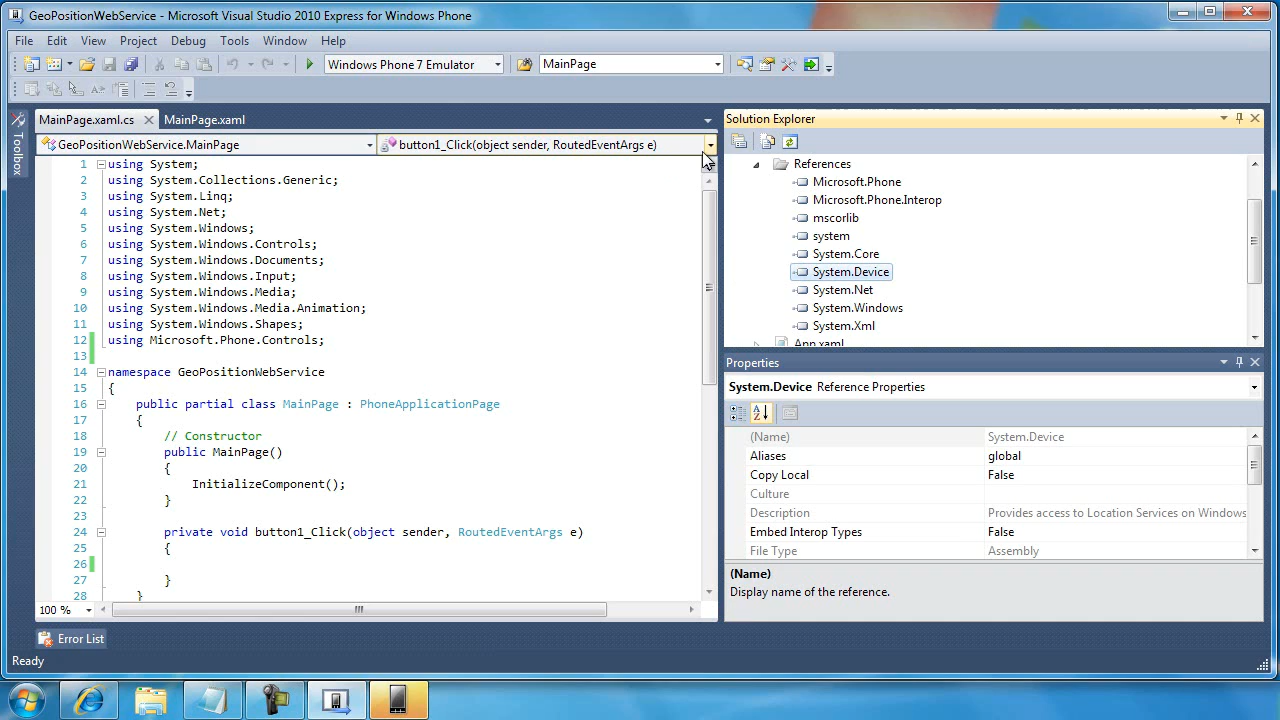 GeoPositionWebService - Microsoft Visual Studio 2010 Express for Windows Phone
File Edit View Project Debug Tools Window Help
Windows Phone 7 Emulator MainPage
MainPage.xaml.cs MainPage.xaml
GeoPositionWebService.MainPage button1_Click(object sender, RoutedEventArgs e)
Toolbox
1 using System;
2 using System.Collections.Generic;
3 using System.Linq;
4 using System.Net;
5 using System.Windows;
6 using System.Windows.Controls;
7 using System.Windows.Documents;
8 using System.Windows.Input;
9 using System.Windows.Media;
10 using System.Windows.Media.Animation;
11 using System.Windows.Shapes;
12 using Microsoft.Phone.Controls;
13
14 namespace GeoPositionWebService
15 {
16 public partial class MainPage : PhoneApplicationPage
17 {
18 // Constructor
19 public MainPage()
20 {
21 InitializeComponent();
22 }
23
24 private void button1_Click(object sender, RoutedEventArgs e)
25 {
26
27 }
28 }
100 %
Solution Explorer
References
Microsoft.Phone
Microsoft.Phone.Interop
mscorlib
system
System.Core
System.Device
System.Net
System.Windows
System.Xml
App.xaml
Properties
System.Device Reference Properties
(Name) System.Device
Aliases global
Copy Local False
Culture
Description Provides access to Location Services on Windows
Embed Interop Types False
File Type Assembly
(Name)
Display name of the reference.
Error List
Ready